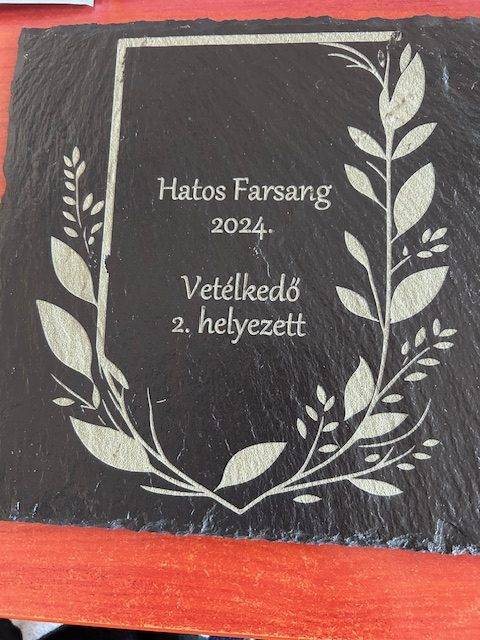 Hatos Farsang
2024.
Vetélkedő
2. helyezett